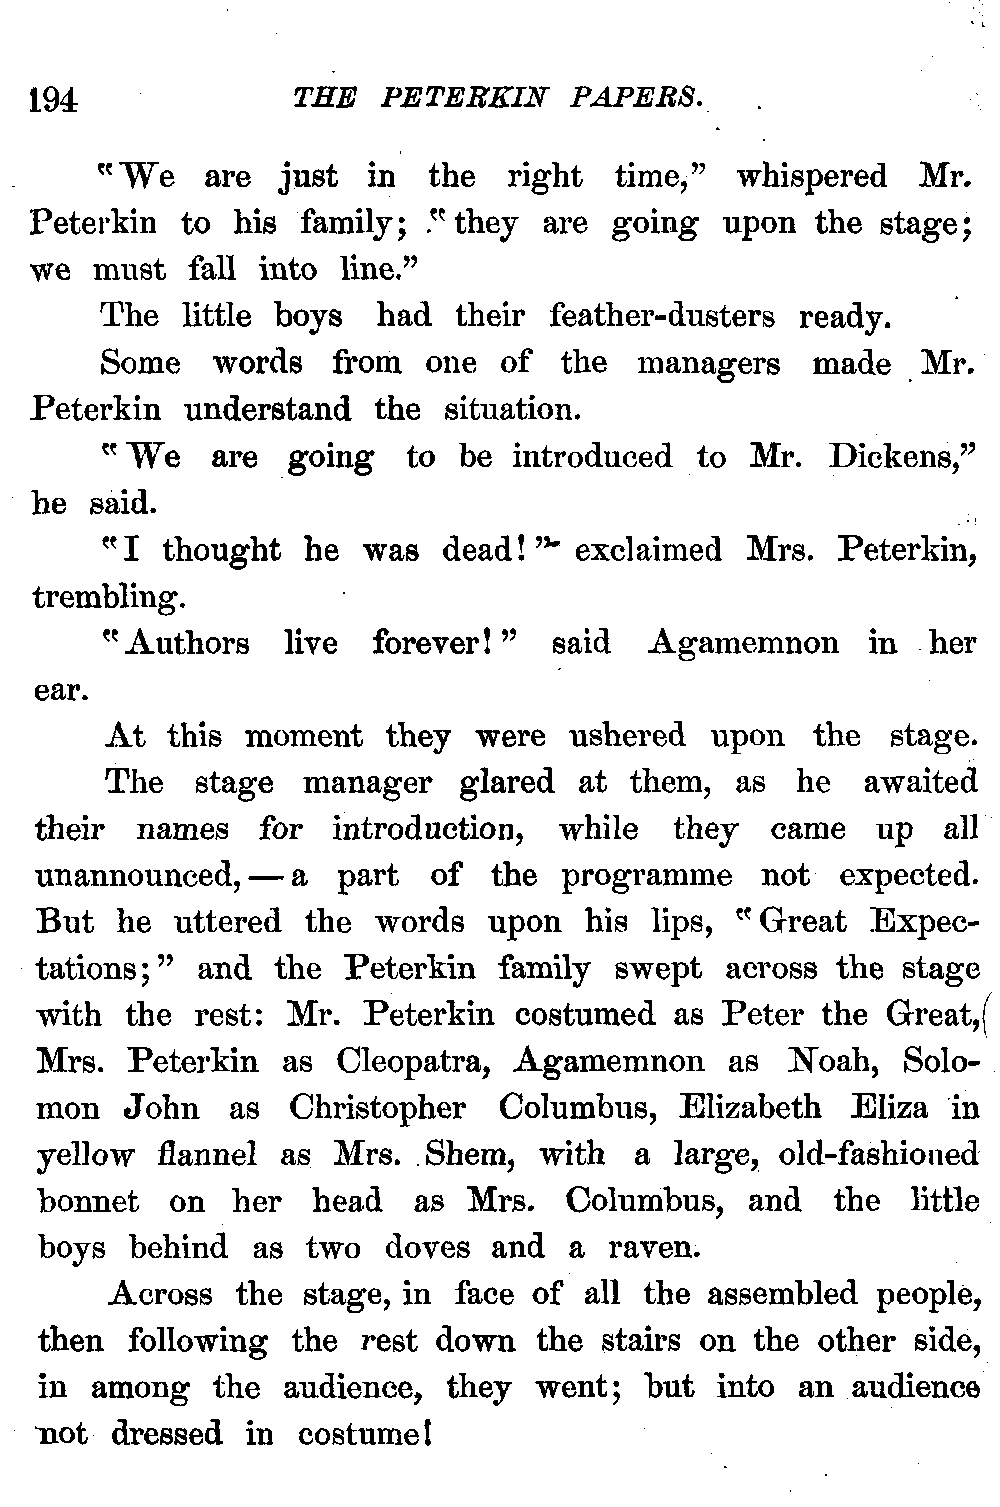 194 THE PETERKIN PAPERS.
"We are just in the right time," whispered Mr.
Peterkin to his family; "they are going upon the stage;
we must fall into line."
The little boys had their feather-dusters ready.
Some words from one of the managers made Mr.
Peterkin understand the situation.
"We are going to be introduced to Mr. Dickens,"
he said.
"I thought he was dead!" exclaimed Mrs. Peterkin,
trembling.
"Authors live forever!" said Agamemnon in her
ear.
At this moment they were ushered upon the stage.
The stage manager glared at them, as he awaited
their names for introduction, while they came up all
unannounced, — a part of the programme not expected.
But he uttered the words upon his lips, "Great Expec-
tations;" and the Peterkin family swept across the stage
with the rest: Mr. Peterkin costumed as Peter the Great,
Mrs. Peterkin as Cleopatra, Agamemnon as Noah, Solo-
mon John as Christopher Columbus, Elizabeth Eliza in
yellow flannel as Mrs. Shem, with a large, old-fashioned
bonnet on her head as Mrs. Columbus, and the little
boys behind as two doves and a raven.
Across the stage, in face of all the assembled people,
then following the rest down the stairs on the other side,
in among the audience, they went; but into an audience
not dressed in costume!